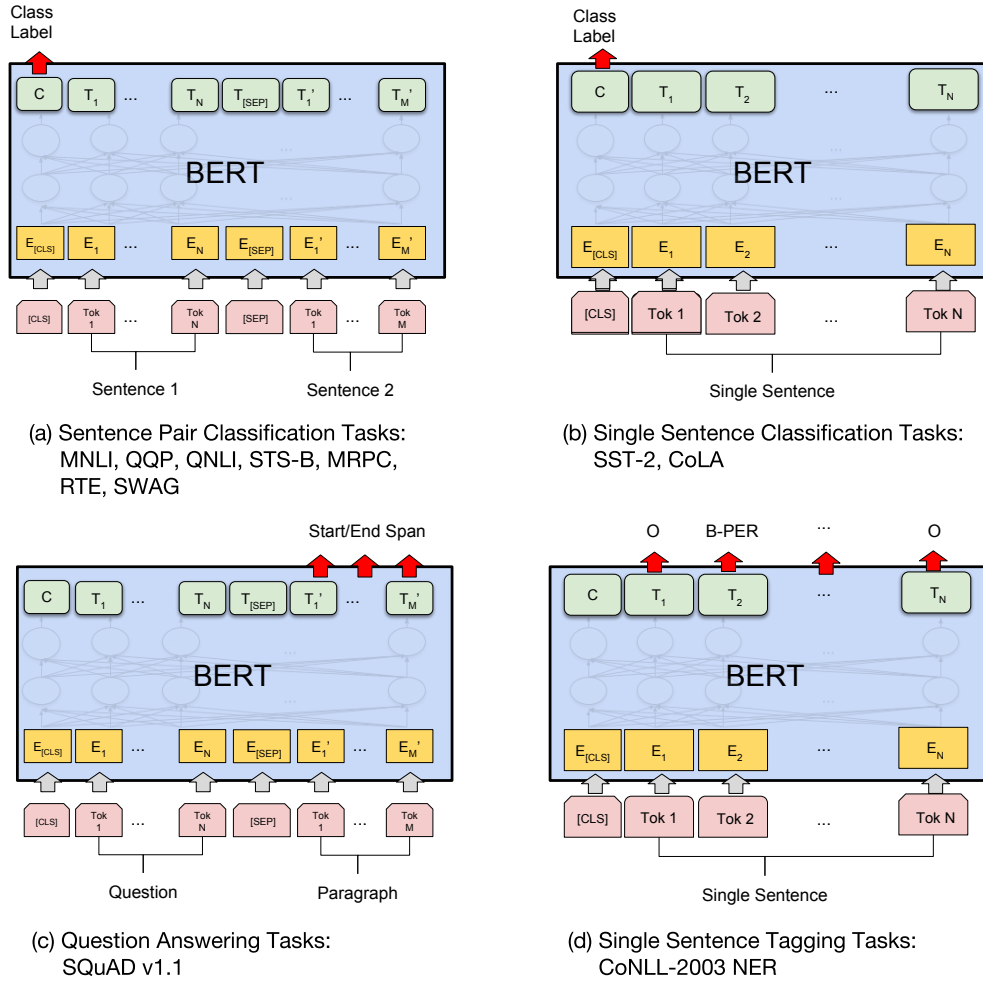 Class
Label
C T1 ... TN T[SEP] T1’ ... TM’
...
BERT
...
E[CLS] E1 ... EN E[SEP] E1’ ... EM’
[CLS] Tok 1 ... Tok N [SEP] Tok 1 ... Tok M
Sentence 1 Sentence 2
(a) Sentence Pair Classification Tasks:
MNLI, QQP, QNLI, STS-B, MRPC,
RTE, SWAG
Class
Label
C T1 T2 ... TN
...
BERT
...
E[CLS] E1 E2 ... EN
[CLS] Tok 1 Tok 2 ... Tok N
Single Sentence
(b) Single Sentence Classification Tasks:
SST-2, CoLA
Start/End Span
C T1 ... TN T[SEP] T1’ ... TM’
...
BERT
...
E[CLS] E1 ... EN E[SEP] E1’ ... EM’
[CLS] Tok 1 ... Tok N [SEP] Tok 1 ... Tok M
Question Paragraph
(c) Question Answering Tasks:
SQuAD v1.1
O B-PER ... O
C T1 T2 ... TN
...
BERT
...
E[CLS] E1 E2 ... EN
[CLS] Tok 1 Tok 2 ... Tok N
Single Sentence
(d) Single Sentence Tagging Tasks:
CoNLL-2003 NER